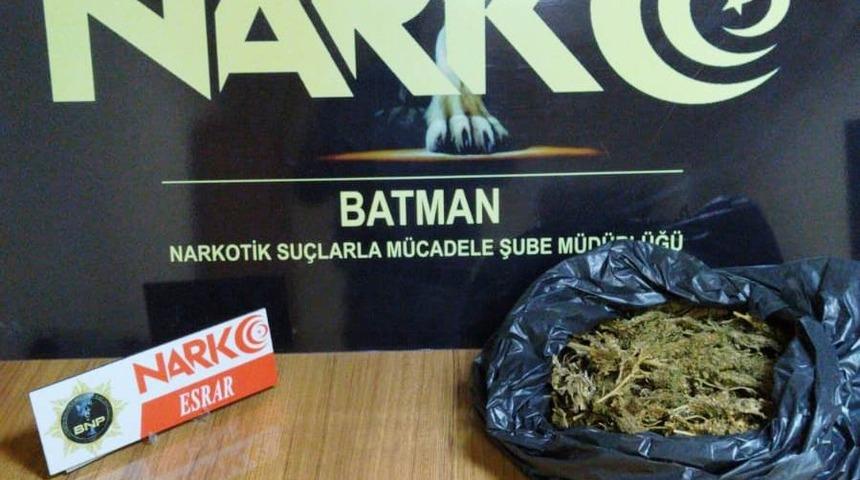 NARKO
BATMAN
NARKOTİK SUÇLARLA MÜCADELE ŞUBE MÜDÜRLÜĞÜ
NARKO
ESRAR
BNP